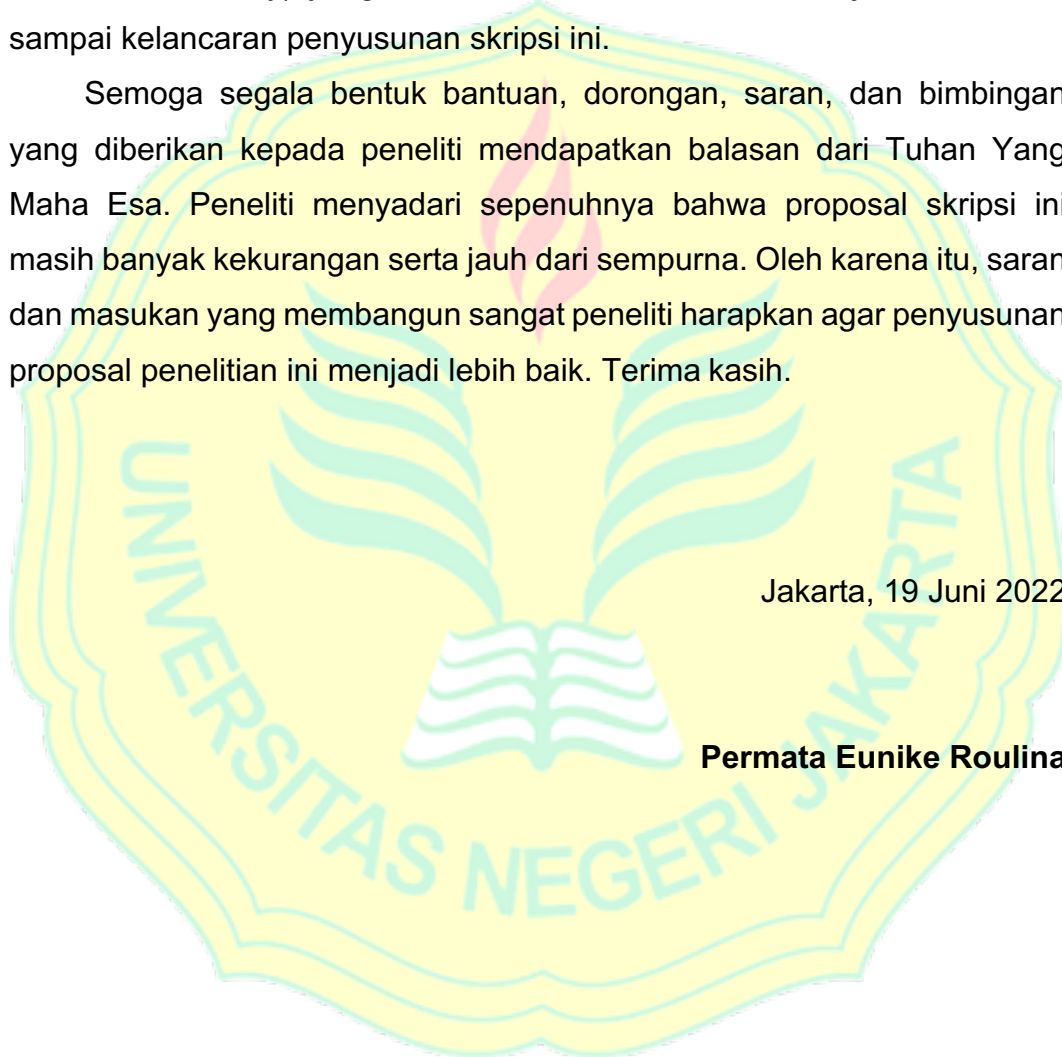 sampai kelancaran penyusunan skripsi ini.
Semoga segala bentuk bantuan, dorongan, saran, dan bimbingan
yang diberikan kepada peneliti mendapatkan balasan dari Tuhan Yang
Maha Esa. Peneliti menyadari sepenuhnya bahwa proposal skripsi ini
masih banyak kekurangan serta jauh dari sempurna. Oleh karena itu, saran
dan masukan yang membangun sangat peneliti harapkan agar penyusunan
proposal penelitian ini menjadi lebih baik. Terima kasih.
Jakarta, 19 Juni 2022
Permata Eunike Roulina
UNIVERSITAS NEGERI JAKARTA